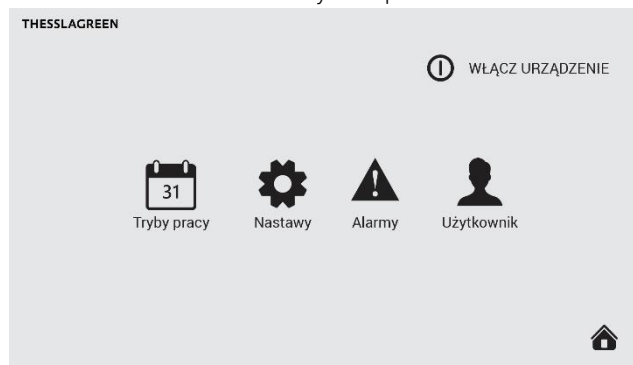 THESSLAGREEN
WŁĄCZ URZĄDZENIE
31
Tryby pracy
Nastawy
Alarmy
Użytkownik